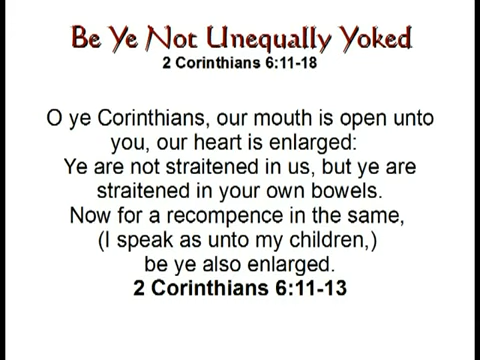 Be Ye Not Unequally Yoked
2 Corinthians 6:11-18
O ye Corinthians, our mouth is open unto
you, our heart is enlarged:
Ye are not straitened in us, but ye are
straitened in your own bowels.
Now for a recompence in the same,
(I speak as unto my children,)
be ye also enlarged.
2 Corinthians 6:11-13